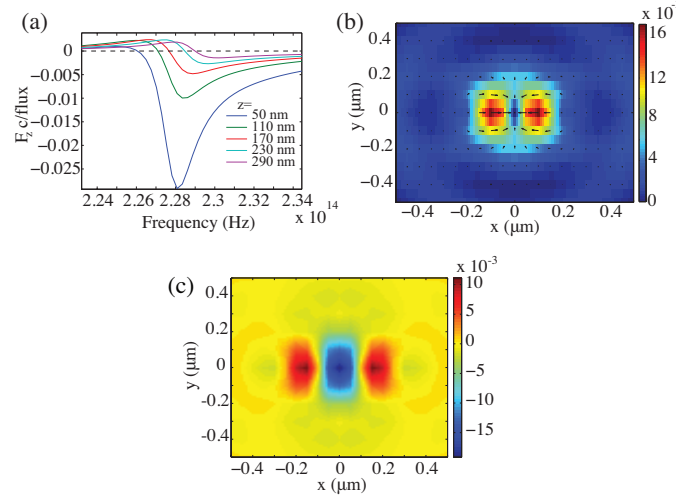 (a)
0
−0.005
−0.01
−0.015
−0.02
−0.025
F_z c/flux
z=
50 nm
110 nm
170 nm
230 nm
290 nm
2.24 2.26 2.28 2.3 2.32 2.34
Frequency (Hz)
x 10^14
(b)
x 10^-
0.4
0.2
0
-0.2
-0.4
y (µm)
−0.4 −0.2 0 0.2 0.4
x (µm)
16
12
8
4
0
(c)
0.5
0.4
0.2
0
-0.2
-0.4
-0.5
y (µm)
−0.4 −0.2 0 0.2 0.4
x (µm)
x 10^−3
10
5
0
−5
−10
−15